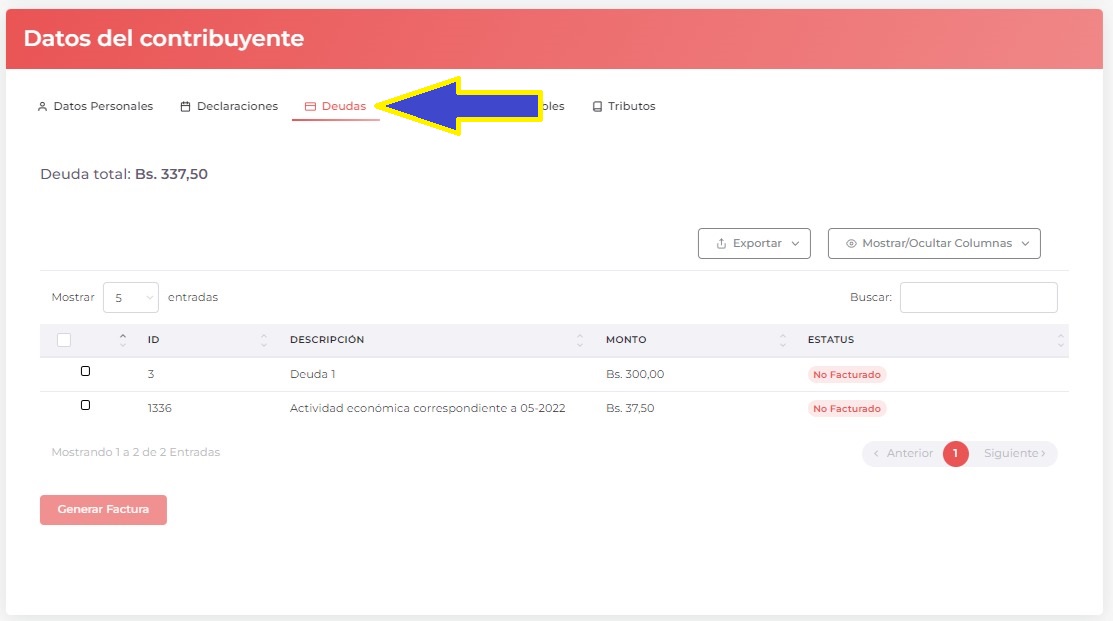 Datos del contribuyente
Datos Personales Declaraciones Deudas Tributos
Deuda total: Bs. 337,50
Exportar Mostrar/Ocultar Columnas
Mostrar 5 entradas Buscar:
ID DESCRIPCIÓN MONTO ESTATUS
3 Deuda 1 Bs. 300,00 No Facturado
1336 Actividad económica correspondiente a 05-2022 Bs. 37,50 No Facturado
Mostrando 1 a 2 de 2 Entradas
‹ Anterior 1 Siguiente ›
Generar Factura